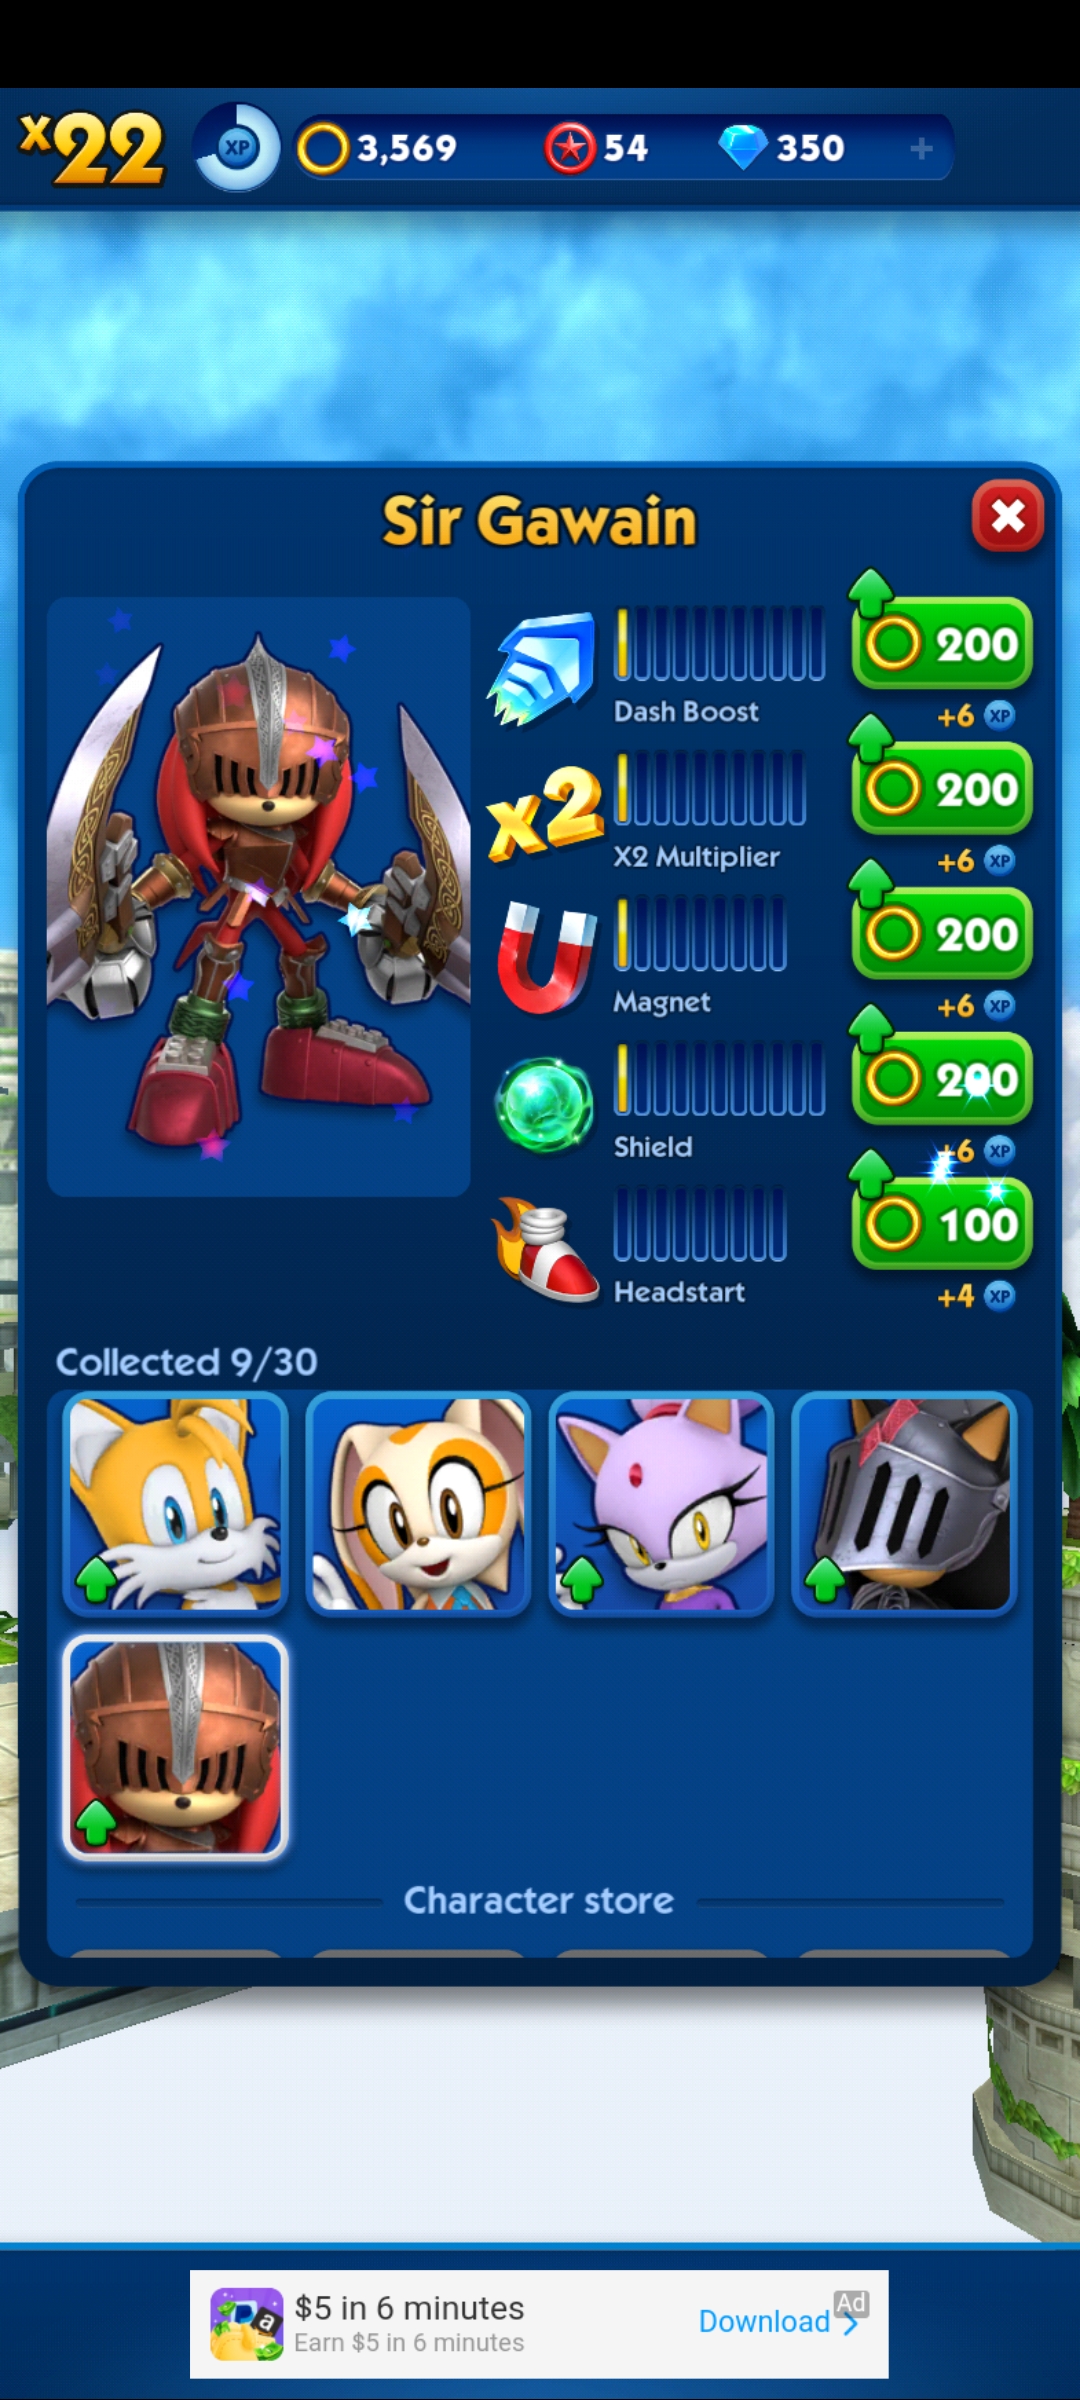 x22 XP 3,569 54 350 +
Sir Gawain
200
Dash Boost
+6 XP
x2
200
X2 Multiplier
+6 XP
200
Magnet
+6 XP
200
Shield
+6 XP
100
Headstart
+4 XP
Collected 9/30
Character store
$5 in 6 minutes
Earn $5 in 6 minutes
Download
Ad
a